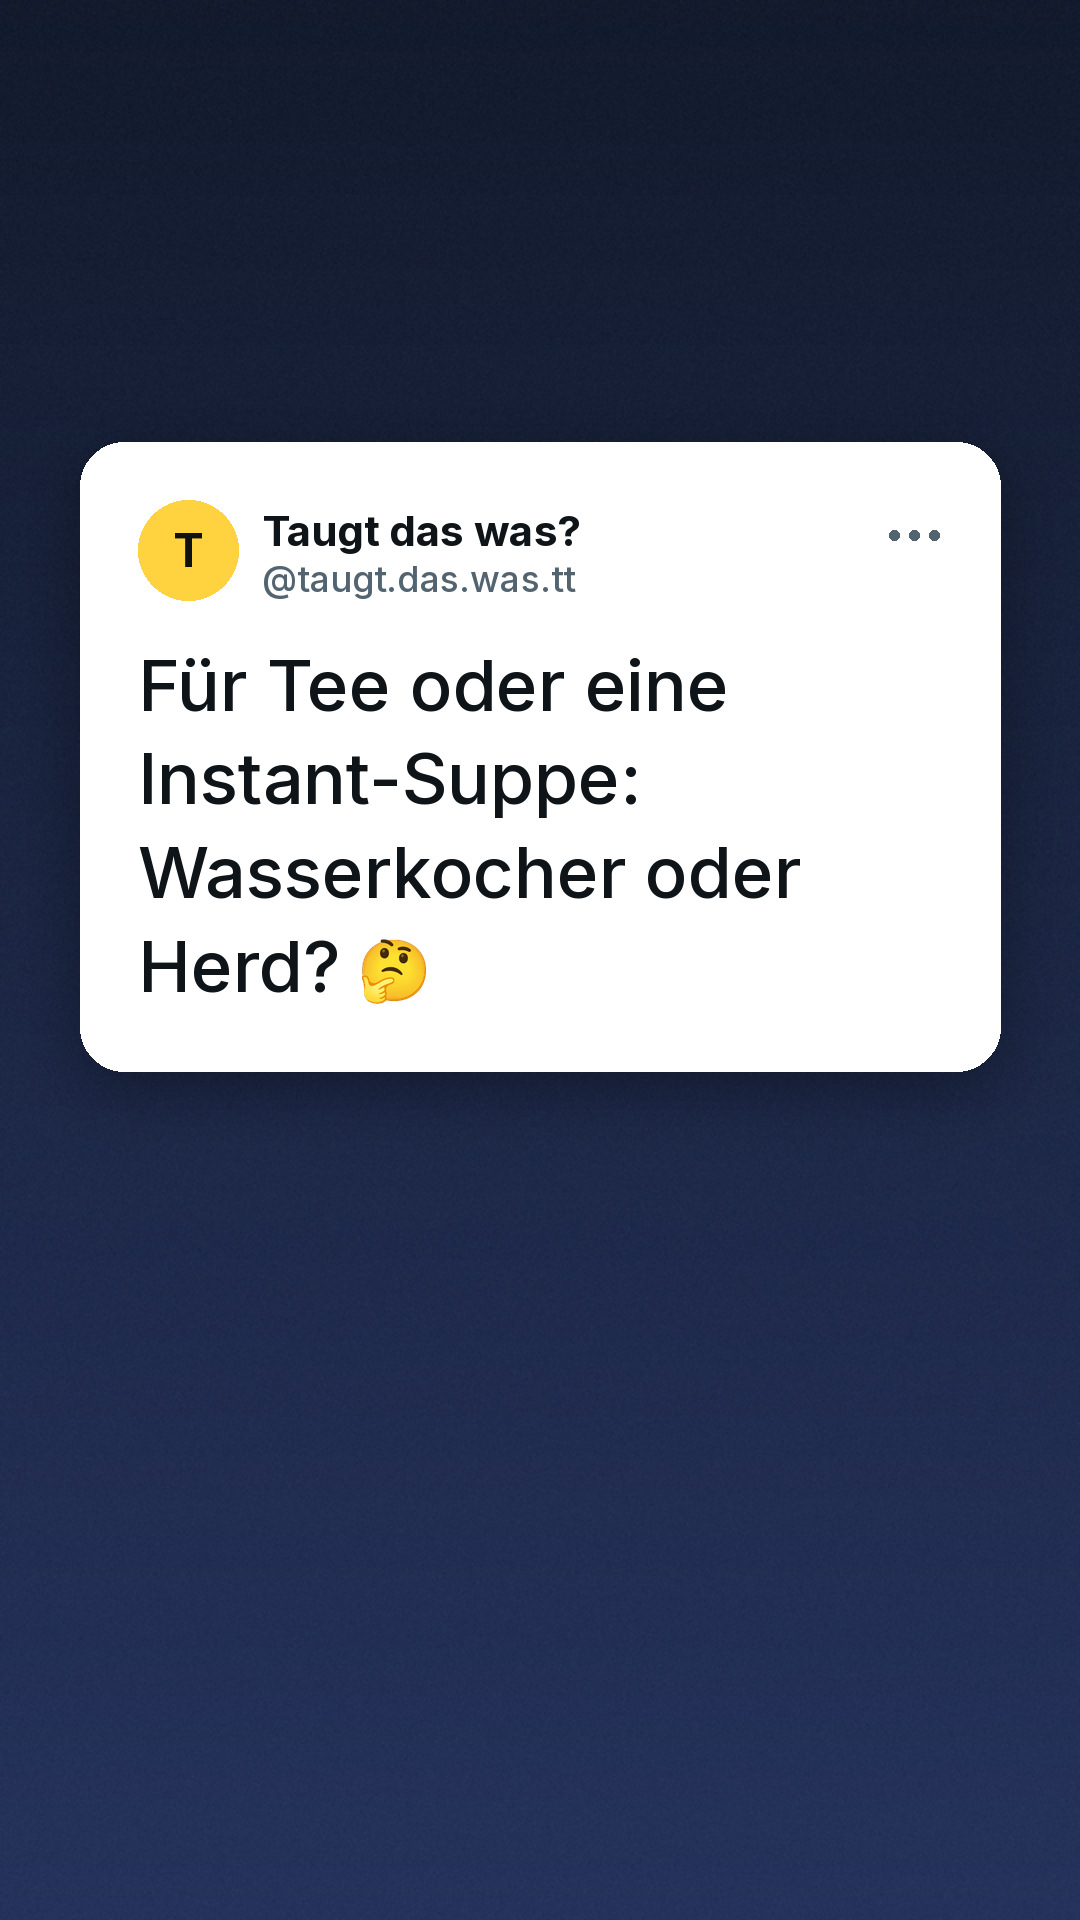 T
Taugt das was?
@taugt.das.was.tt
Für Tee oder eine
Instant-Suppe:
Wasserkocher oder
Herd? 🤔